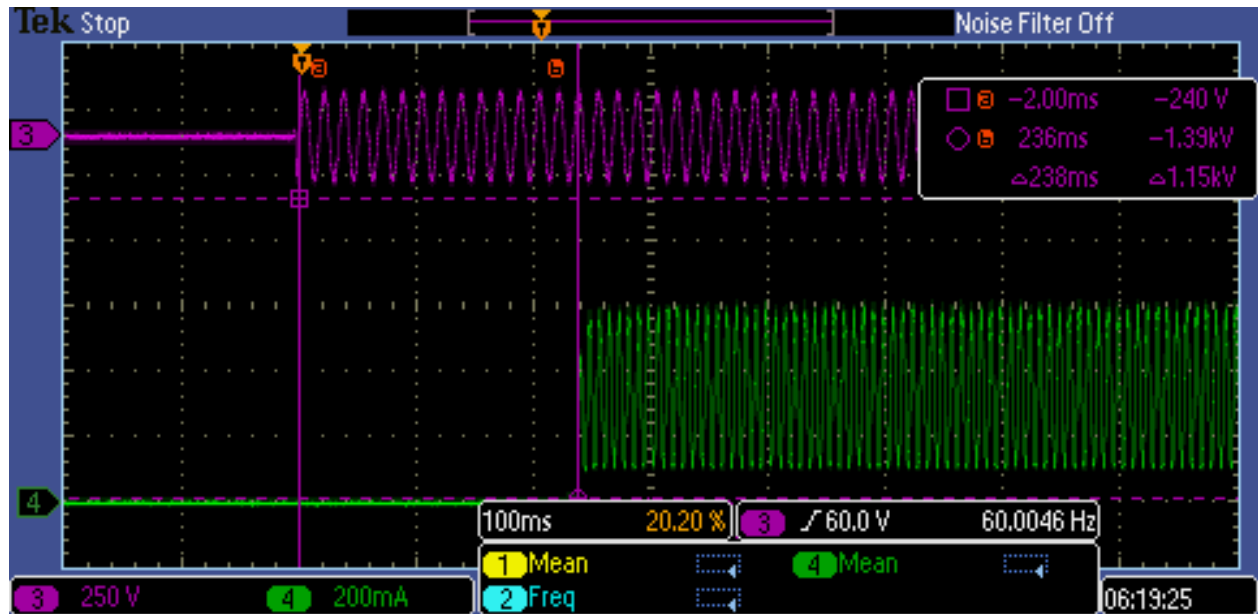 Tek Stop
Noise Filter Off
T
a
b
a −2.00ms −240 V
b 236ms −1.39kV
△238ms △1.15kV
3
T
4
100ms 20.20 %
3 60.0 V 60.0046 Hz
1 Mean 4 Mean
2 Freq
3 250 V 4 200mA
06:19:25